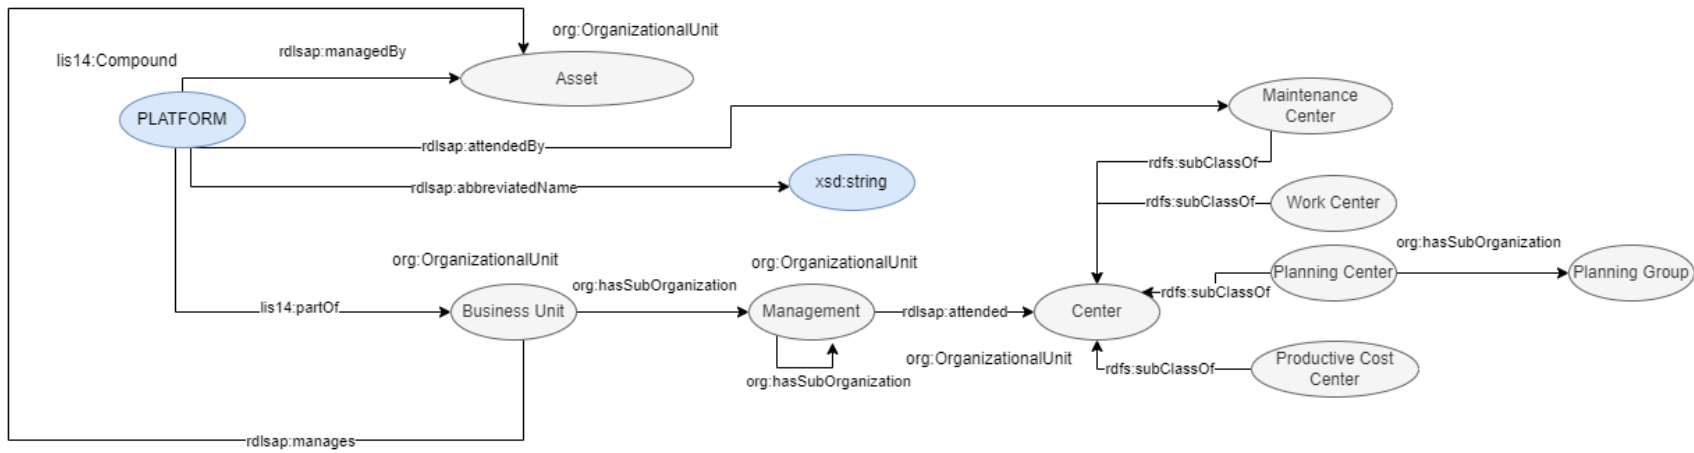 org:OrganizationalUnit
rdlsap:managedBy
lis14:Compound
Asset
Maintenance
Center
PLATFORM
rdlsap:attendedBy
rdfs:subClassOf
xsd:string
rdlsap:abbreviatedName
rdfs:subClassOf
Work Center
org:hasSubOrganization
org:OrganizationalUnit
org:OrganizationalUnit
Planning Center
Planning Group
org:hasSubOrganization
rdfs:subClassOf
lis14:partOf
Business Unit
Management
rdlsap:attended
Center
org:OrganizationalUnit
Productive Cost
Center
rdfs:subClassOf
org:hasSubOrganization
rdlsap:manages